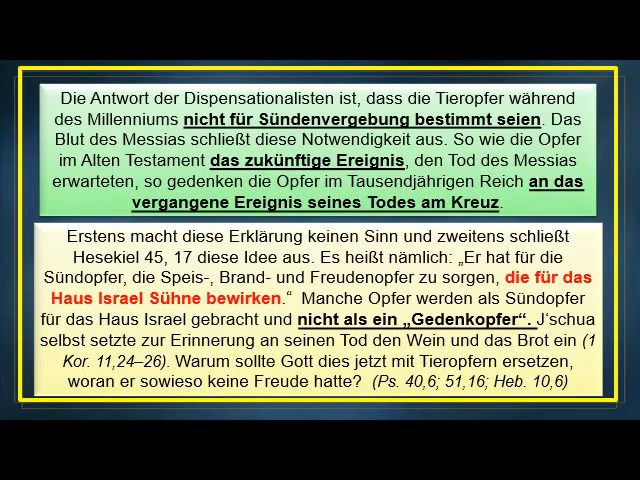 Die Antwort der Dispensationalisten ist, dass die Tieropfer während
des Millenniums nicht für Sündenvergebung bestimmt seien. Das
Blut des Messias schließt diese Notwendigkeit aus. So wie die Opfer
im Alten Testament das zukünftige Ereignis, den Tod des Messias
erwarteten, so gedenken die Opfer im Tausendjährigen Reich an das
vergangene Ereignis seines Todes am Kreuz.
Erstens macht diese Erklärung keinen Sinn und zweitens schließt
Hesekiel 45, 17 diese Idee aus. Es heißt nämlich: „Er hat für die
Sündopfer, die Speis-, Brand- und Freudenopfer zu sorgen, die für das
Haus Israel Sühne bewirken.“ Manche Opfer werden als Sündopfer
für das Haus Israel gebracht und nicht als ein „Gedenkopfer“. J‘schua
selbst setzte zur Erinnerung an seinen Tod den Wein und das Brot ein (1
Kor. 11,24–26). Warum sollte Gott dies jetzt mit Tieropfern ersetzen,
woran er sowieso keine Freude hatte? (Ps. 40,6; 51,16; Heb. 10,6)